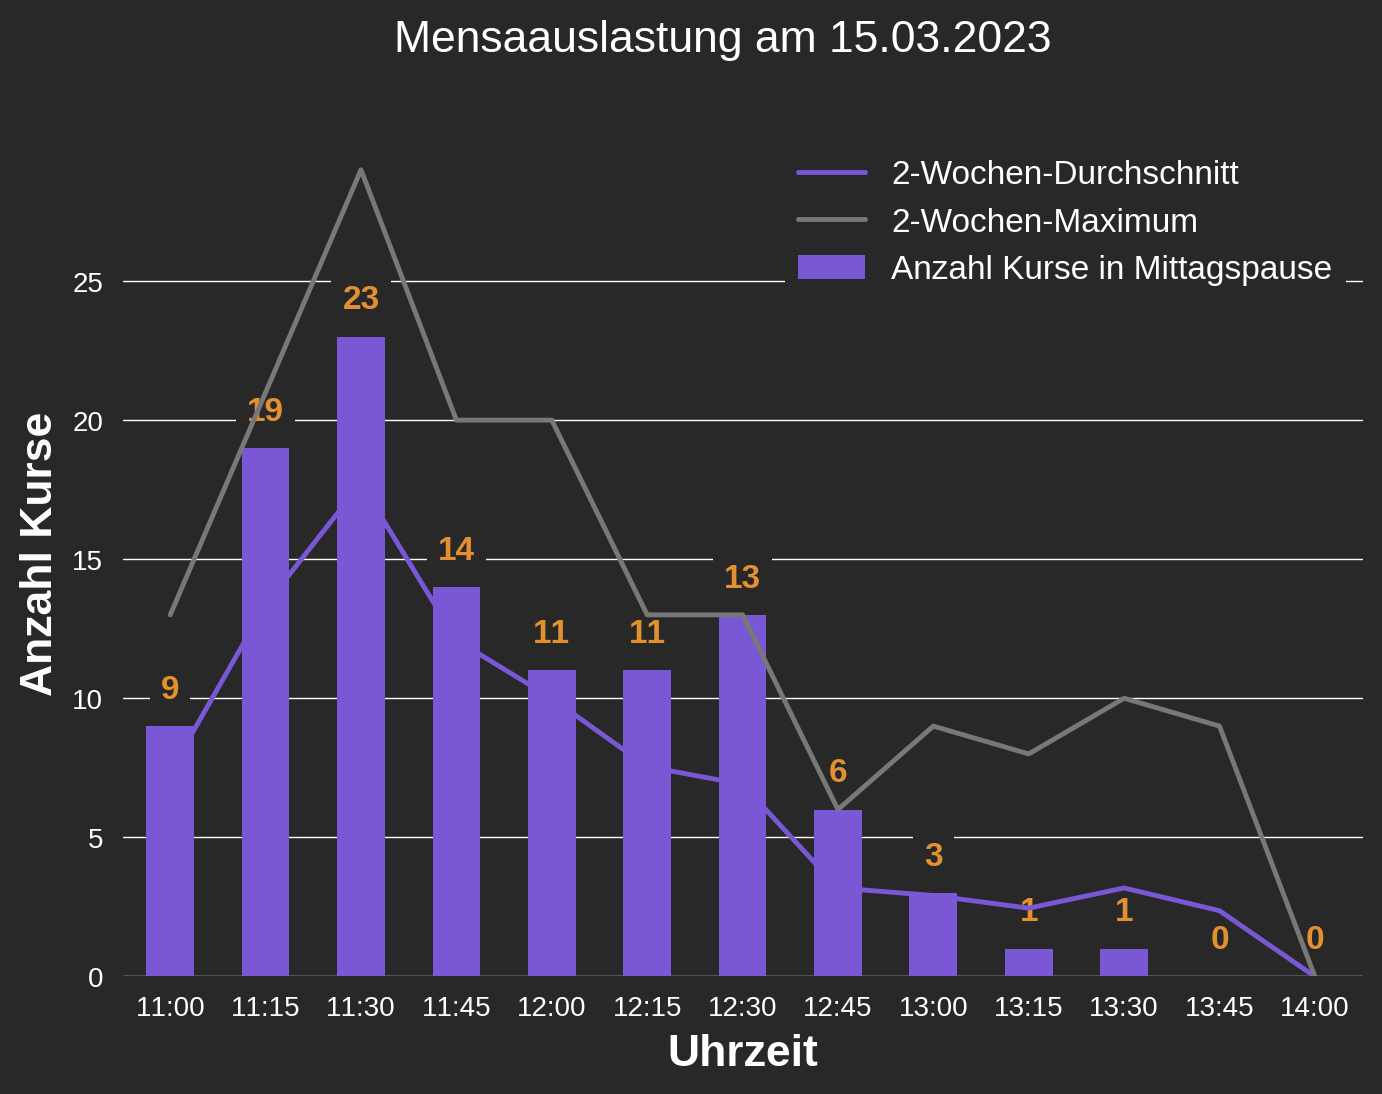 Mensaauslastung am 15.03.2023
2-Wochen-Durchschnitt
2-Wochen-Maximum
Anzahl Kurse in Mittagspause
Anzahl Kurse
25
20
15
10
5
0
9
19
23
14
11
11
13
6
3
1
1
0
0
11:00 11:15 11:30 11:45 12:00 12:15 12:30 12:45 13:00 13:15 13:30 13:45 14:00
Uhrzeit